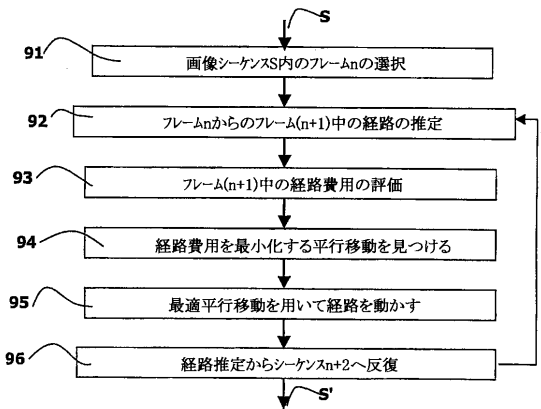 S
91
画像シーケンスS内のフレームnの選択
92
フレームnからのフレーム(n+1)中の経路の推定
93
フレーム(n+1)中の経路費用の評価
94
経路費用を最小化する平行移動を見つける
95
最適平行移動を用いて経路を動かす
96
経路推定からシーケンスn+2へ反復
S'